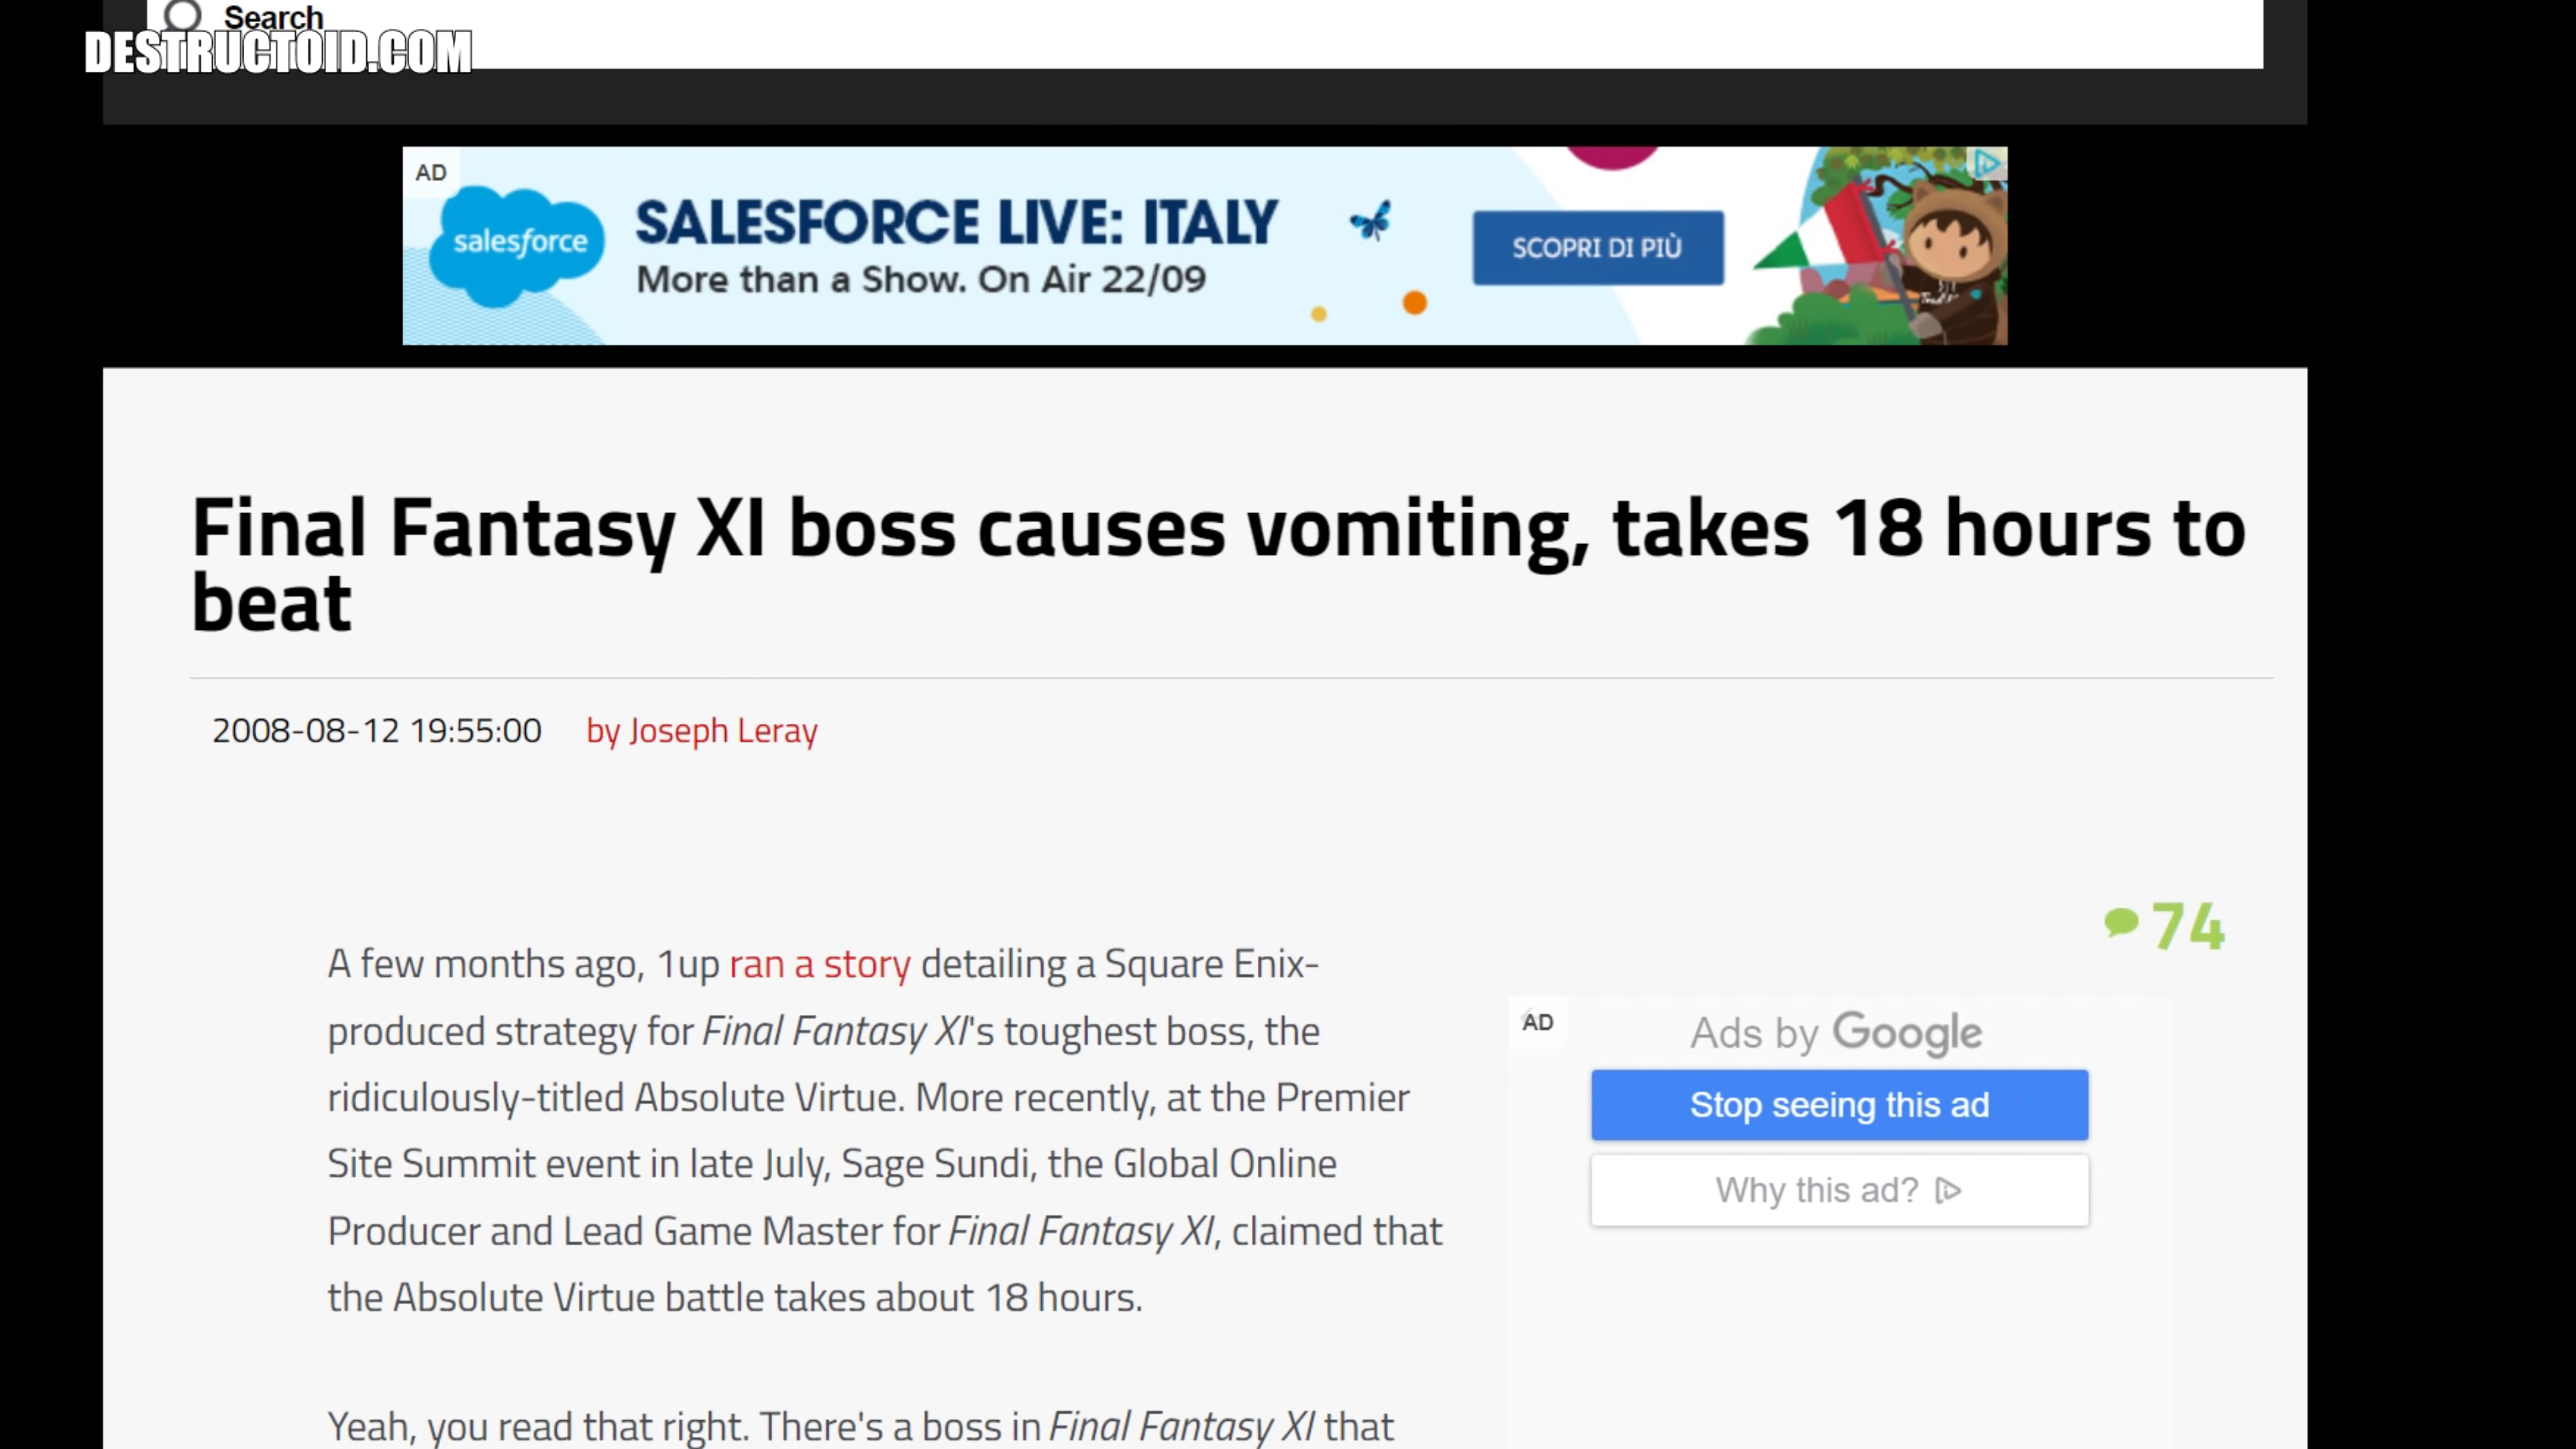 Search
DESTRUCTOID.COM
AD
salesforce
SALESFORCE LIVE: ITALY
More than a Show. On Air 22/09
SCOPRI DI PIÙ
Final Fantasy XI boss causes vomiting, takes 18 hours to
beat
2008-08-12 19:55:00 by Joseph Leray
74
A few months ago, 1up ran a story detailing a Square Enix-
produced strategy for Final Fantasy XI's toughest boss, the
ridiculously-titled Absolute Virtue. More recently, at the Premier
Site Summit event in late July, Sage Sundi, the Global Online
Producer and Lead Game Master for Final Fantasy XI, claimed that
the Absolute Virtue battle takes about 18 hours.
Yeah, you read that right. There's a boss in Final Fantasy XI that
AD
Ads by Google
Stop seeing this ad
Why this ad?